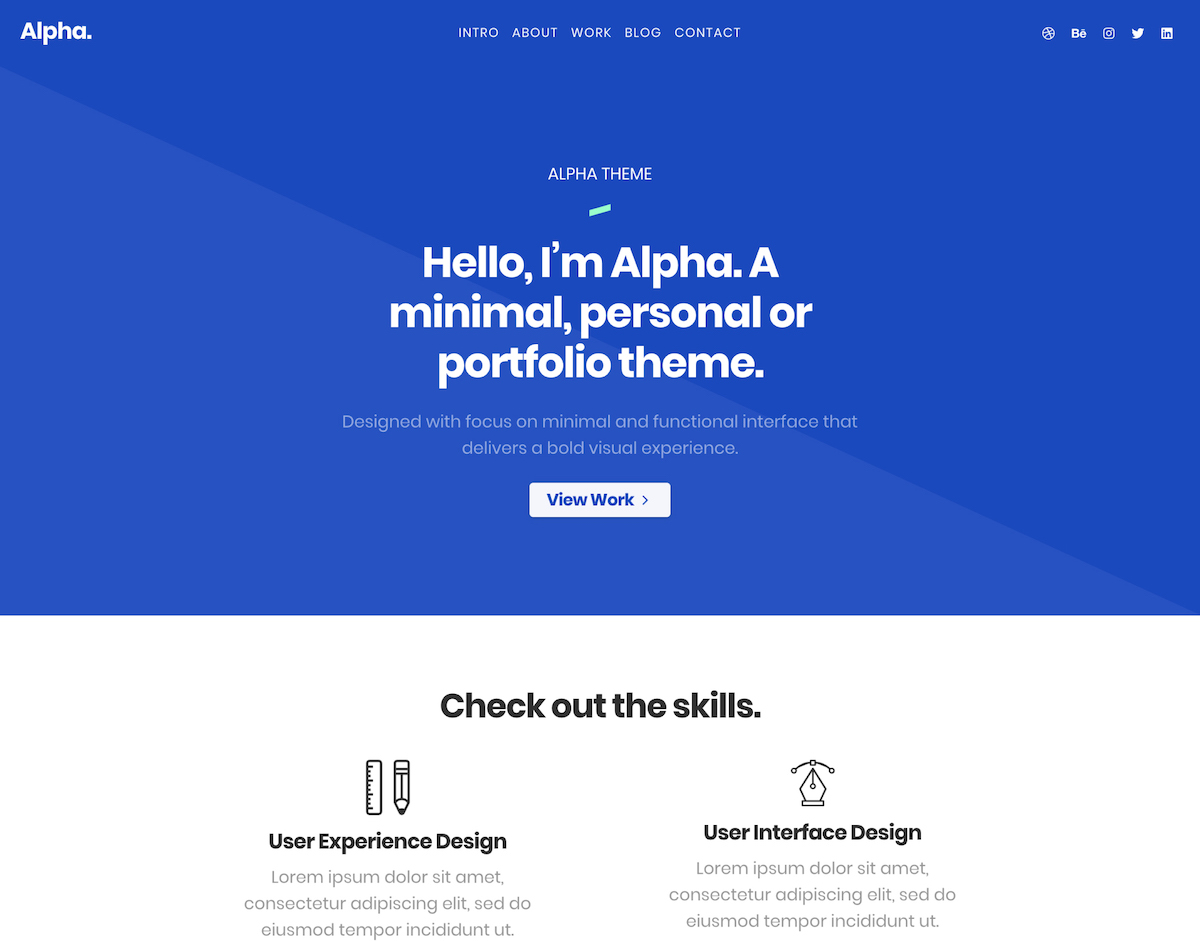 Alpha.
INTRO ABOUT WORK BLOG CONTACT
Bē
ALPHA THEME
Hello, I’m Alpha. A
minimal, personal or
portfolio theme.
Designed with focus on minimal and functional interface that
delivers a bold visual experience.
View Work
Check out the skills.
User Experience Design
Lorem ipsum dolor sit amet,
consectetur adipiscing elit, sed do
eiusmod tempor incididunt ut.
User Interface Design
Lorem ipsum dolor sit amet,
consectetur adipiscing elit, sed do
eiusmod tempor incididunt ut.